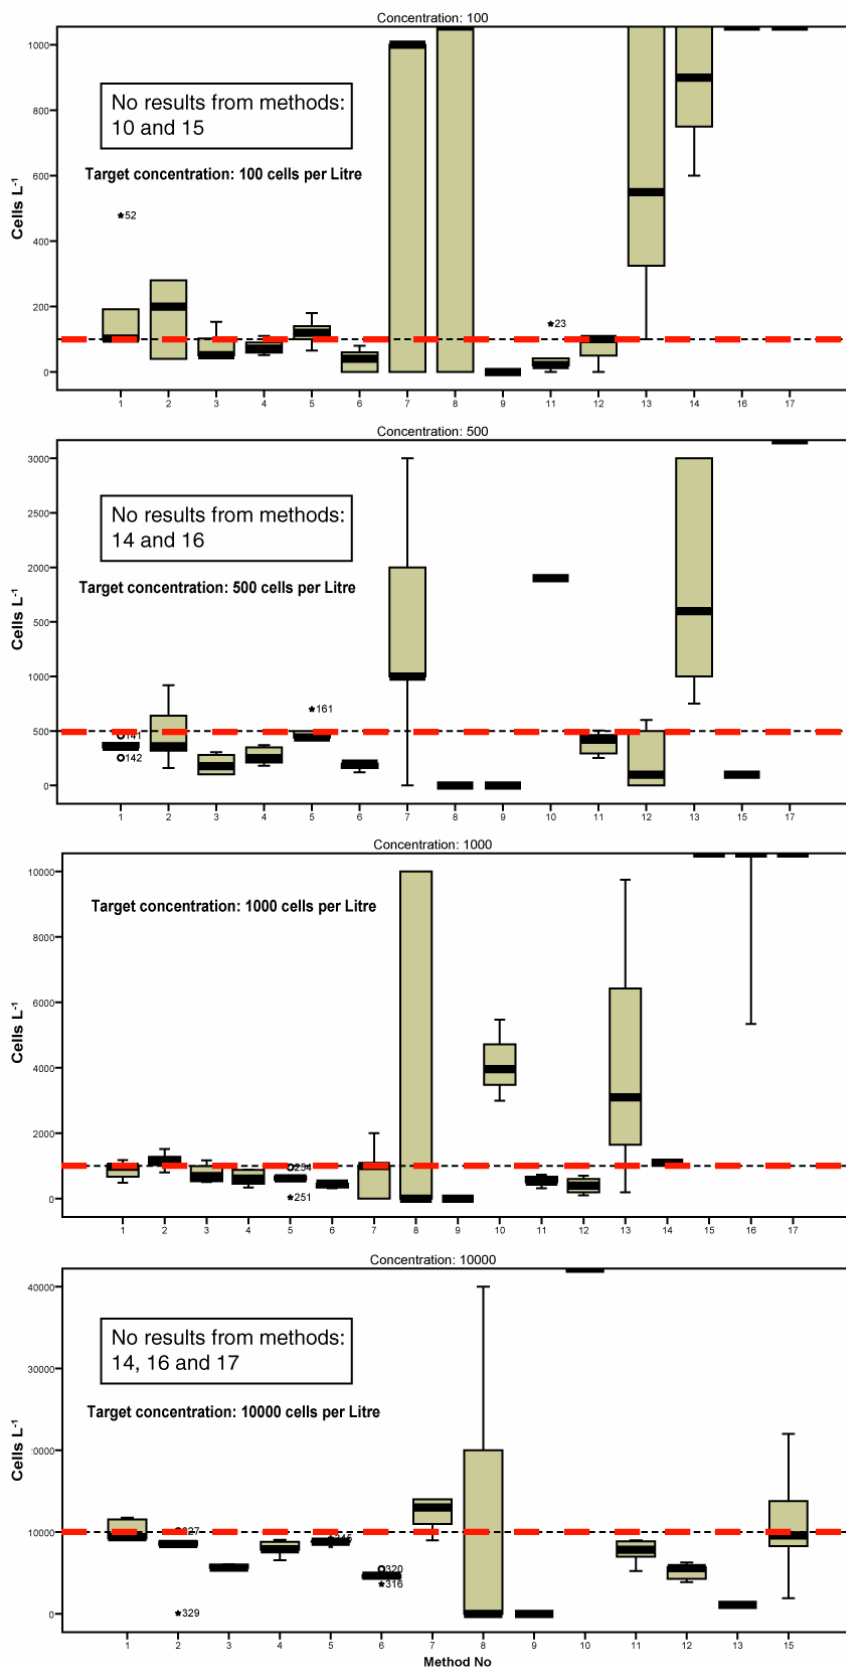 Concentration: 100
No results from methods:
10 and 15
Target concentration: 100 cells per Litre
Cells L-1
1000
800
600
400
200
0
*52
*23
1 2 3 4 5 6 7 8 9 11 12 13 14 16 17
Concentration: 500
No results from methods:
14 and 16
Target concentration: 500 cells per Litre
Cells L-1
3000
2500
2000
500
1000
500
0
141
142
*161
1 2 3 4 5 6 7 8 9 10 11 12 13 15 17
Concentration: 1000
Target concentration: 1000 cells per Litre
Cells L-1
10000
8000
6000
4000
2000
0
254
*251
1 2 3 4 5 6 7 8 9 10 11 12 13 14 15 16 17
Concentration: 10000
No results from methods:
14, 16 and 17
Target concentration: 10000 cells per Litre
Cells L-1
40000
30000
0000
10000
0
327
*329
320
*316
1 2 3 4 5 6 7 8 9 10 11 12 13 15
Method No